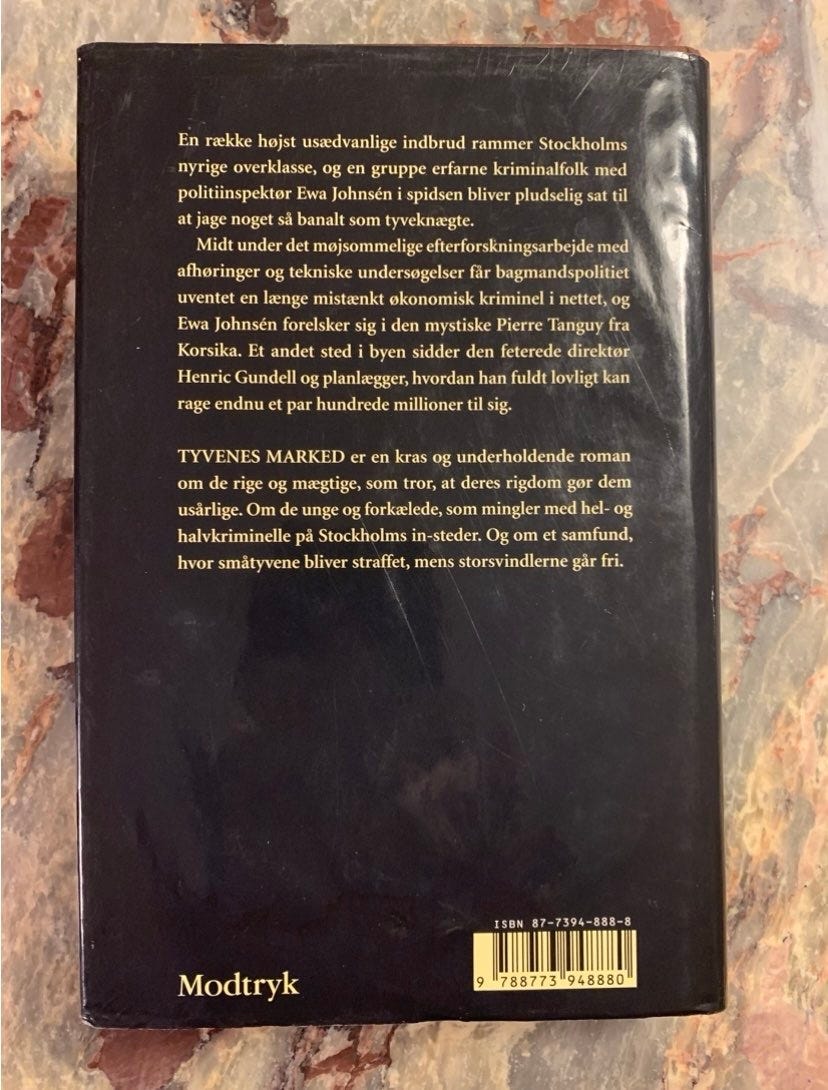 En række højst usædvanlige indbrud rammer Stockholms
nyrige overklasse, og en gruppe erfarne kriminalfolk med
politiinspektør Ewa Johnsén i spidsen bliver pludselig sat til
at jage noget så banalt som tyveknægte.
Midt under det møjsommelige efterforskningsarbejde med
afhøringer og tekniske undersøgelser får bagmandspolitiet
uventet en længe mistænkt økonomisk kriminel i nettet, og
Ewa Johnsén forelsker sig i den mystiske Pierre Tanguy fra
Korsika. Et andet sted i byen sidder den feterede direktør
Henric Gundell og planlægger, hvordan han fuldt lovligt kan
rage endnu et par hundrede millioner til sig.
TYVENES MARKED er en kras og underholdende roman
om de rige og mægtige, som tror, at deres rigdom gør dem
usårlige. Om de unge og forkælede, som mingler med hel- og
halvkriminelle på Stockholms in-steder. Og om et samfund,
hvor småtyvene bliver straffet, mens storsvindlerne går fri.
ISBN 87-7394-888-8
9 788773 948880
Modtryk